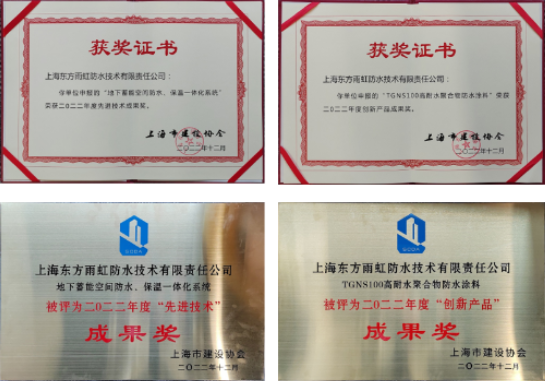 获奖证书
上海东方雨虹防水技术有限责任公司：
你单位申报的“地下蓄能空间防水、保温一体化系统”
荣获二0二二年度先进技术成果奖。
上海市建设协会
二〇二二年十二月
获奖证书
上海东方雨虹防水技术有限责任公司：
你单位申报的“TGNS100高耐水聚合物防水涂料”荣获
二0二二年度创新产品成果奖。
上海市建设协会
二〇二二年十二月
上海东方雨虹防水技术有限责任公司
地下蓄能空间防水、保温一体化系统
被评为二0二二年度“先进技术”
成果奖
上海市建设协会
二〇二二年十二月
上海东方雨虹防水技术有限责任公司
TGNS100高耐水聚合物防水涂料
被评为二0二二年度“创新产品”
成果奖
上海市建设协会
二〇二二年十二月